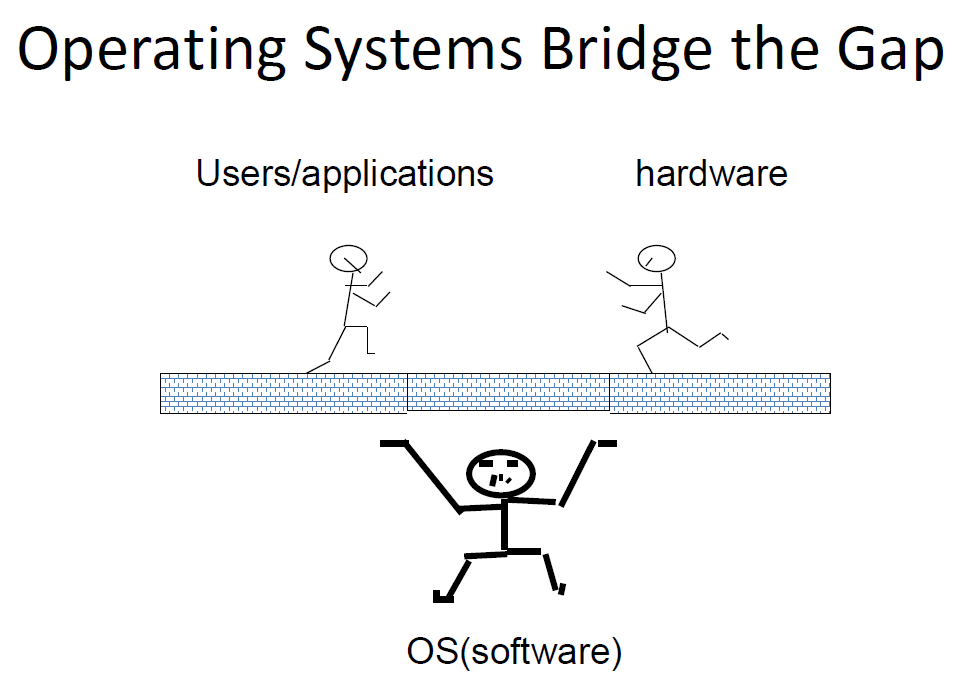 Operating Systems Bridge the Gap
Users/applications
hardware
OS(software)